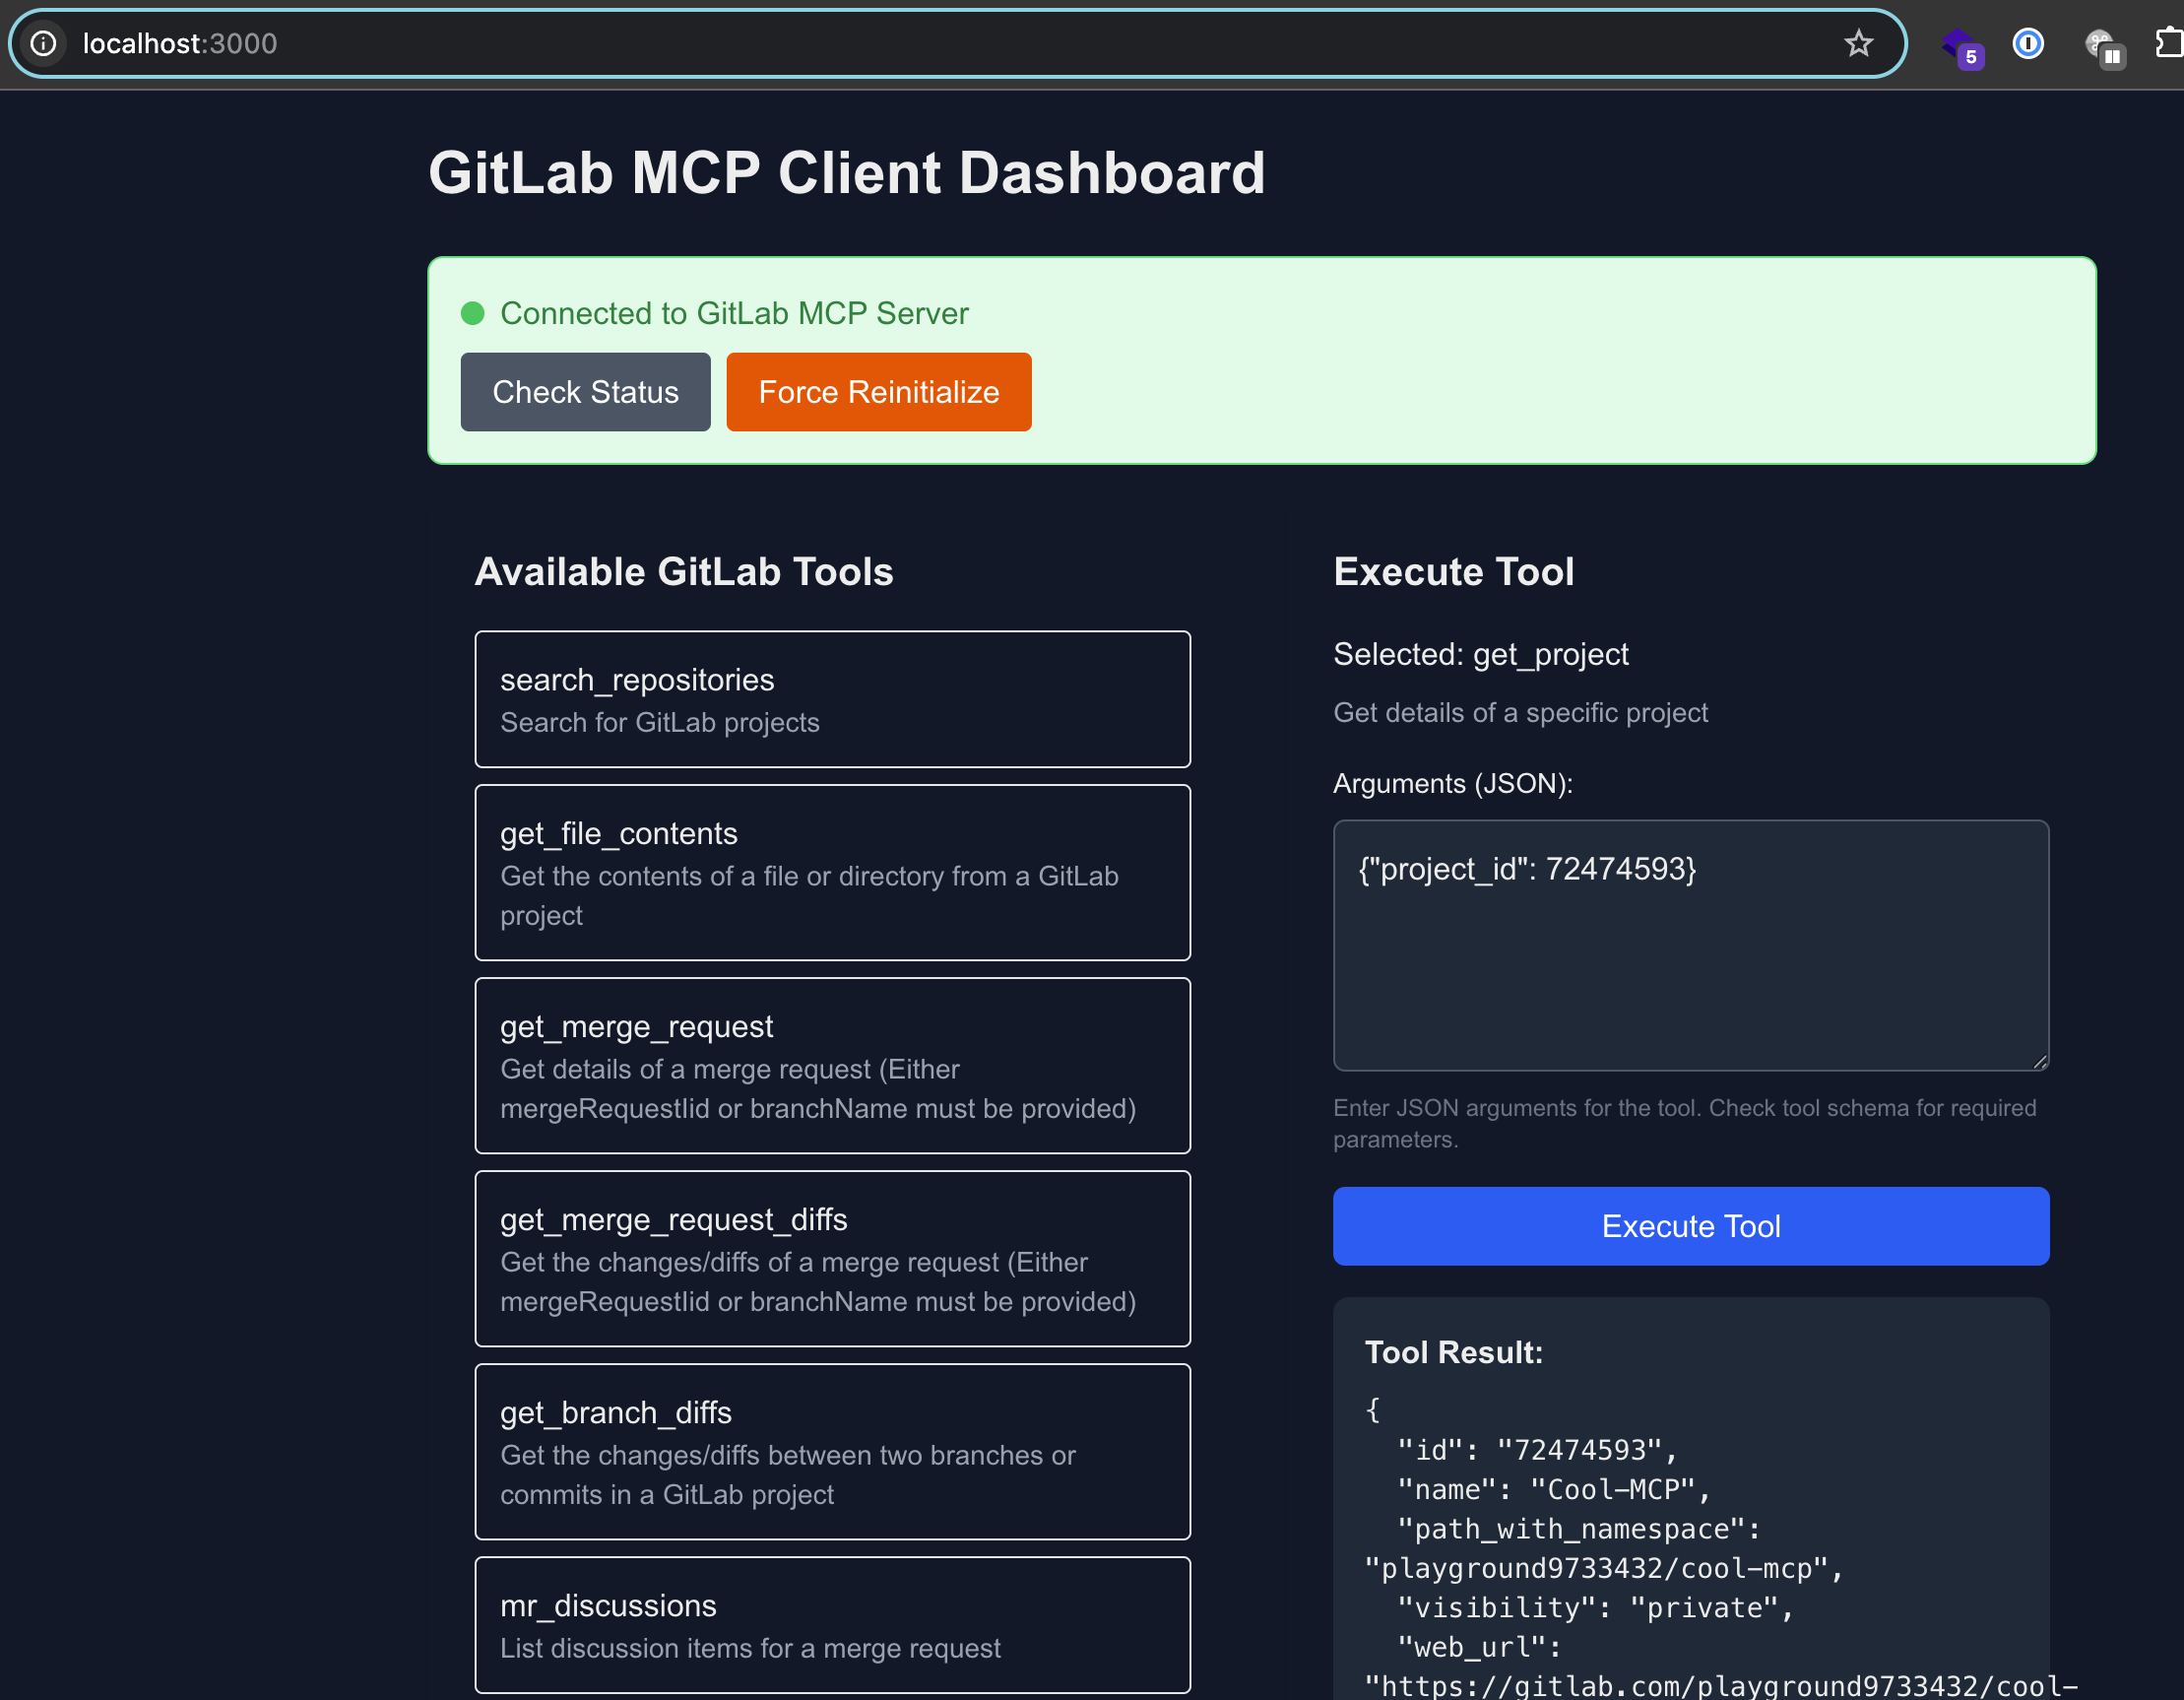 localhost:3000
5
GitLab MCP Client Dashboard
Connected to GitLab MCP Server
Check Status
Force Reinitialize
Available GitLab Tools
search_repositories
Search for GitLab projects
get_file_contents
Get the contents of a file or directory from a GitLab
project
get_merge_request
Get details of a merge request (Either
mergeRequestIid or branchName must be provided)
get_merge_request_diffs
Get the changes/diffs of a merge request (Either
mergeRequestIid or branchName must be provided)
get_branch_diffs
Get the changes/diffs between two branches or
commits in a GitLab project
mr_discussions
List discussion items for a merge request
Execute Tool
Selected: get_project
Get details of a specific project
Arguments (JSON):
{"project_id": 72474593}
Enter JSON arguments for the tool. Check tool schema for required
parameters.
Execute Tool
Tool Result:
{
"id": "72474593",
"name": "Cool-MCP",
"path_with_namespace":
"playground9733432/cool-mcp",
"visibility": "private",
"web_url":
"https://gitlab.com/playground9733432/cool-